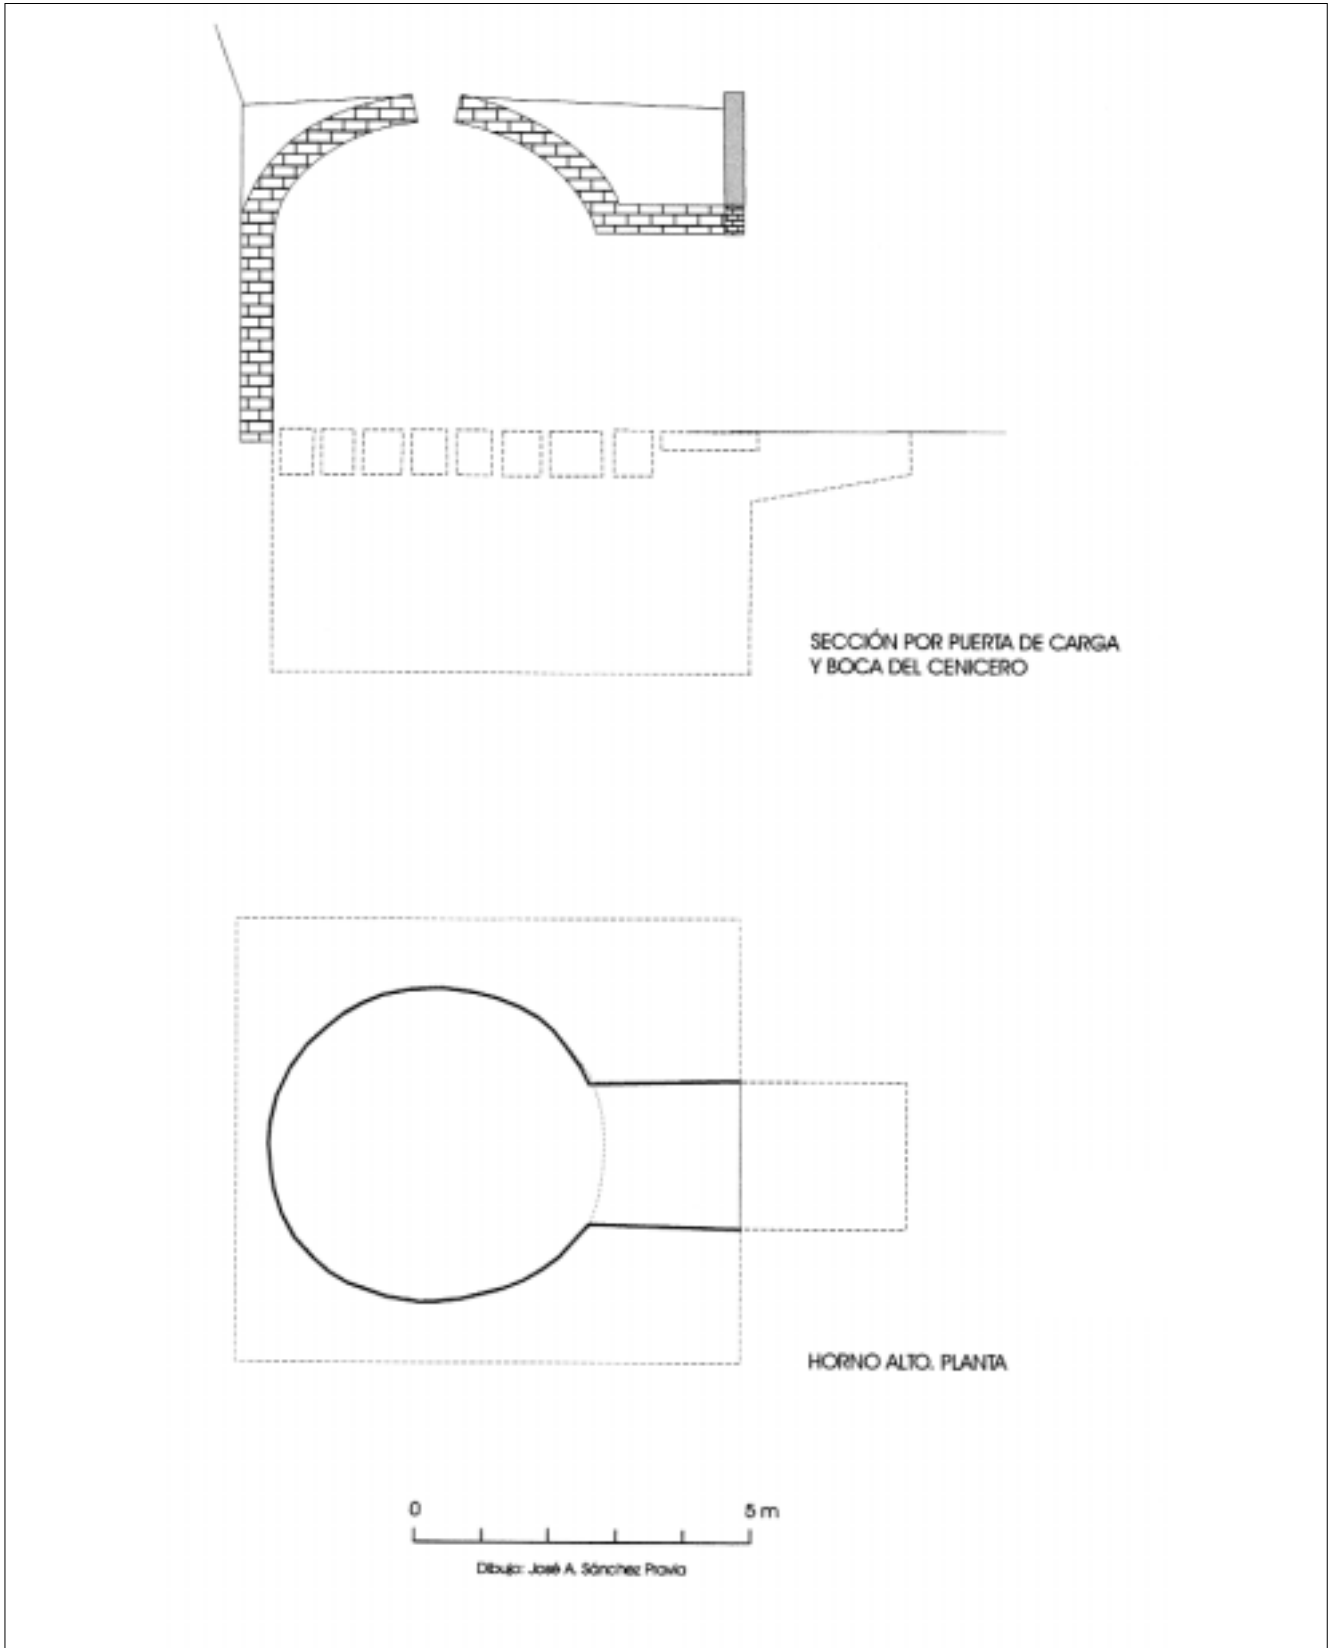 SECCIÓN POR PUERTA DE CARGA
Y BOCA DEL CENICERO
HORNO ALTO. PLANTA
0 5 m
Dibujo: José A. Sánchez Pravia